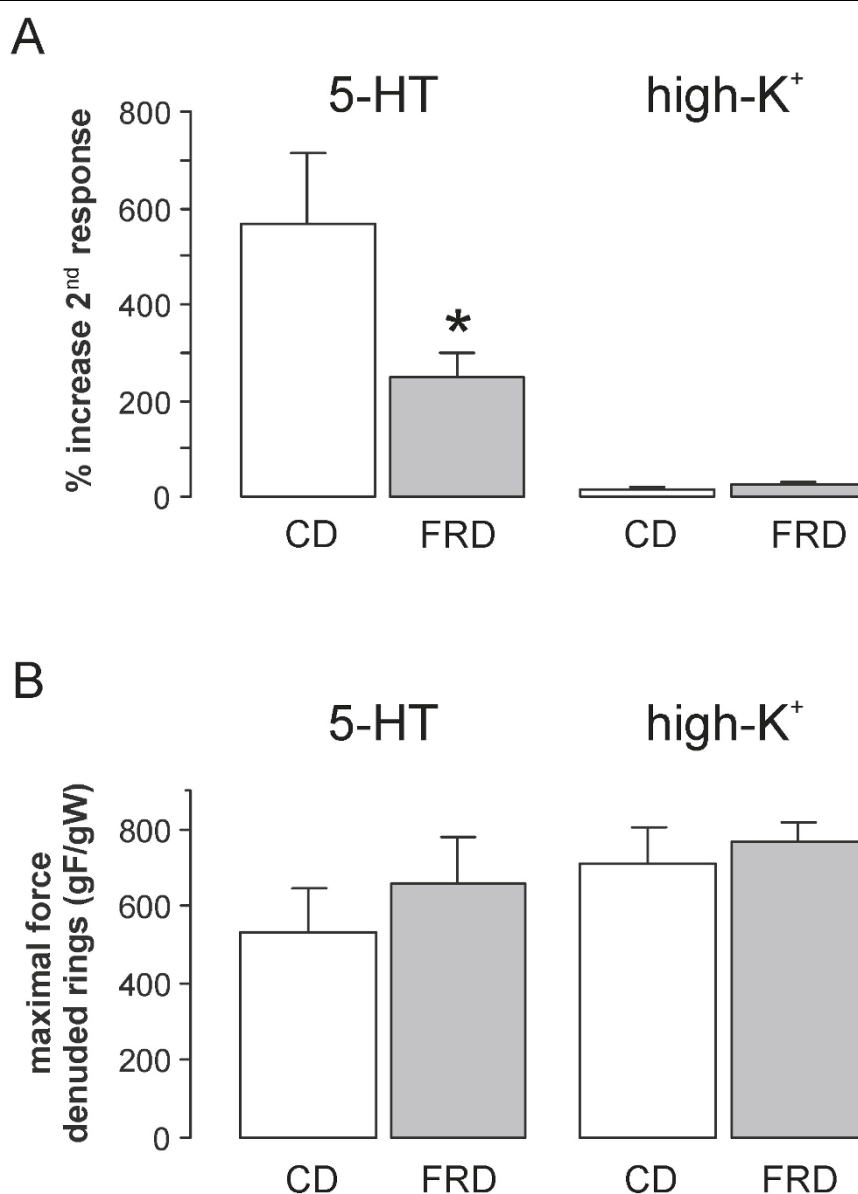 A
5-HT high-K⁺
% increase 2ⁿᵈ response
800
600
400
200
0
*
CD FRD CD FRD
B
5-HT high-K⁺
maximal force
denuded rings (gF/gW)
800
600
400
200
0
CD FRD CD FRD